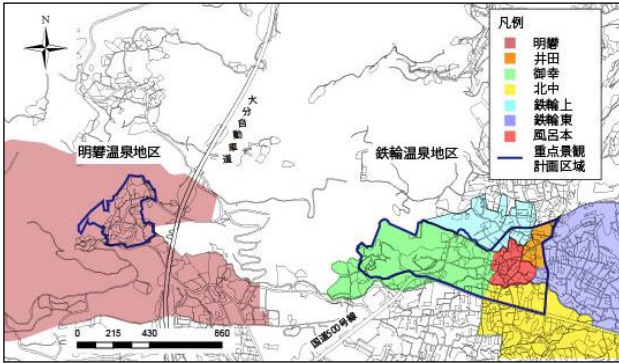 N
凡例
明礬
井田
御幸
北中
鉄輪上
鉄輪東
風呂本
重点景観
計画区域
大分自動車道
明礬温泉地区
鉄輪温泉地区
国道500号線
0 215 430 860